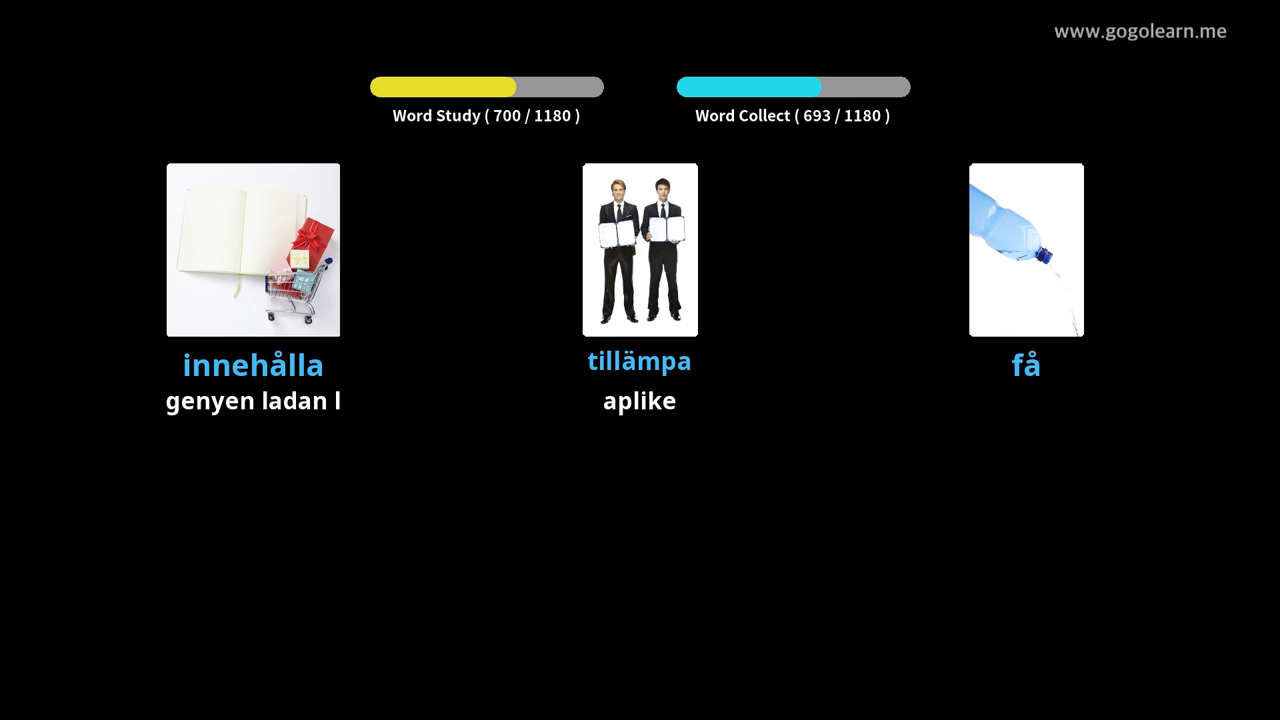 www.gogolearn.me
Word Study ( 700 / 1180 )
Word Collect ( 693 / 1180 )
innehålla
genyen ladan l
tillämpa
aplike
få